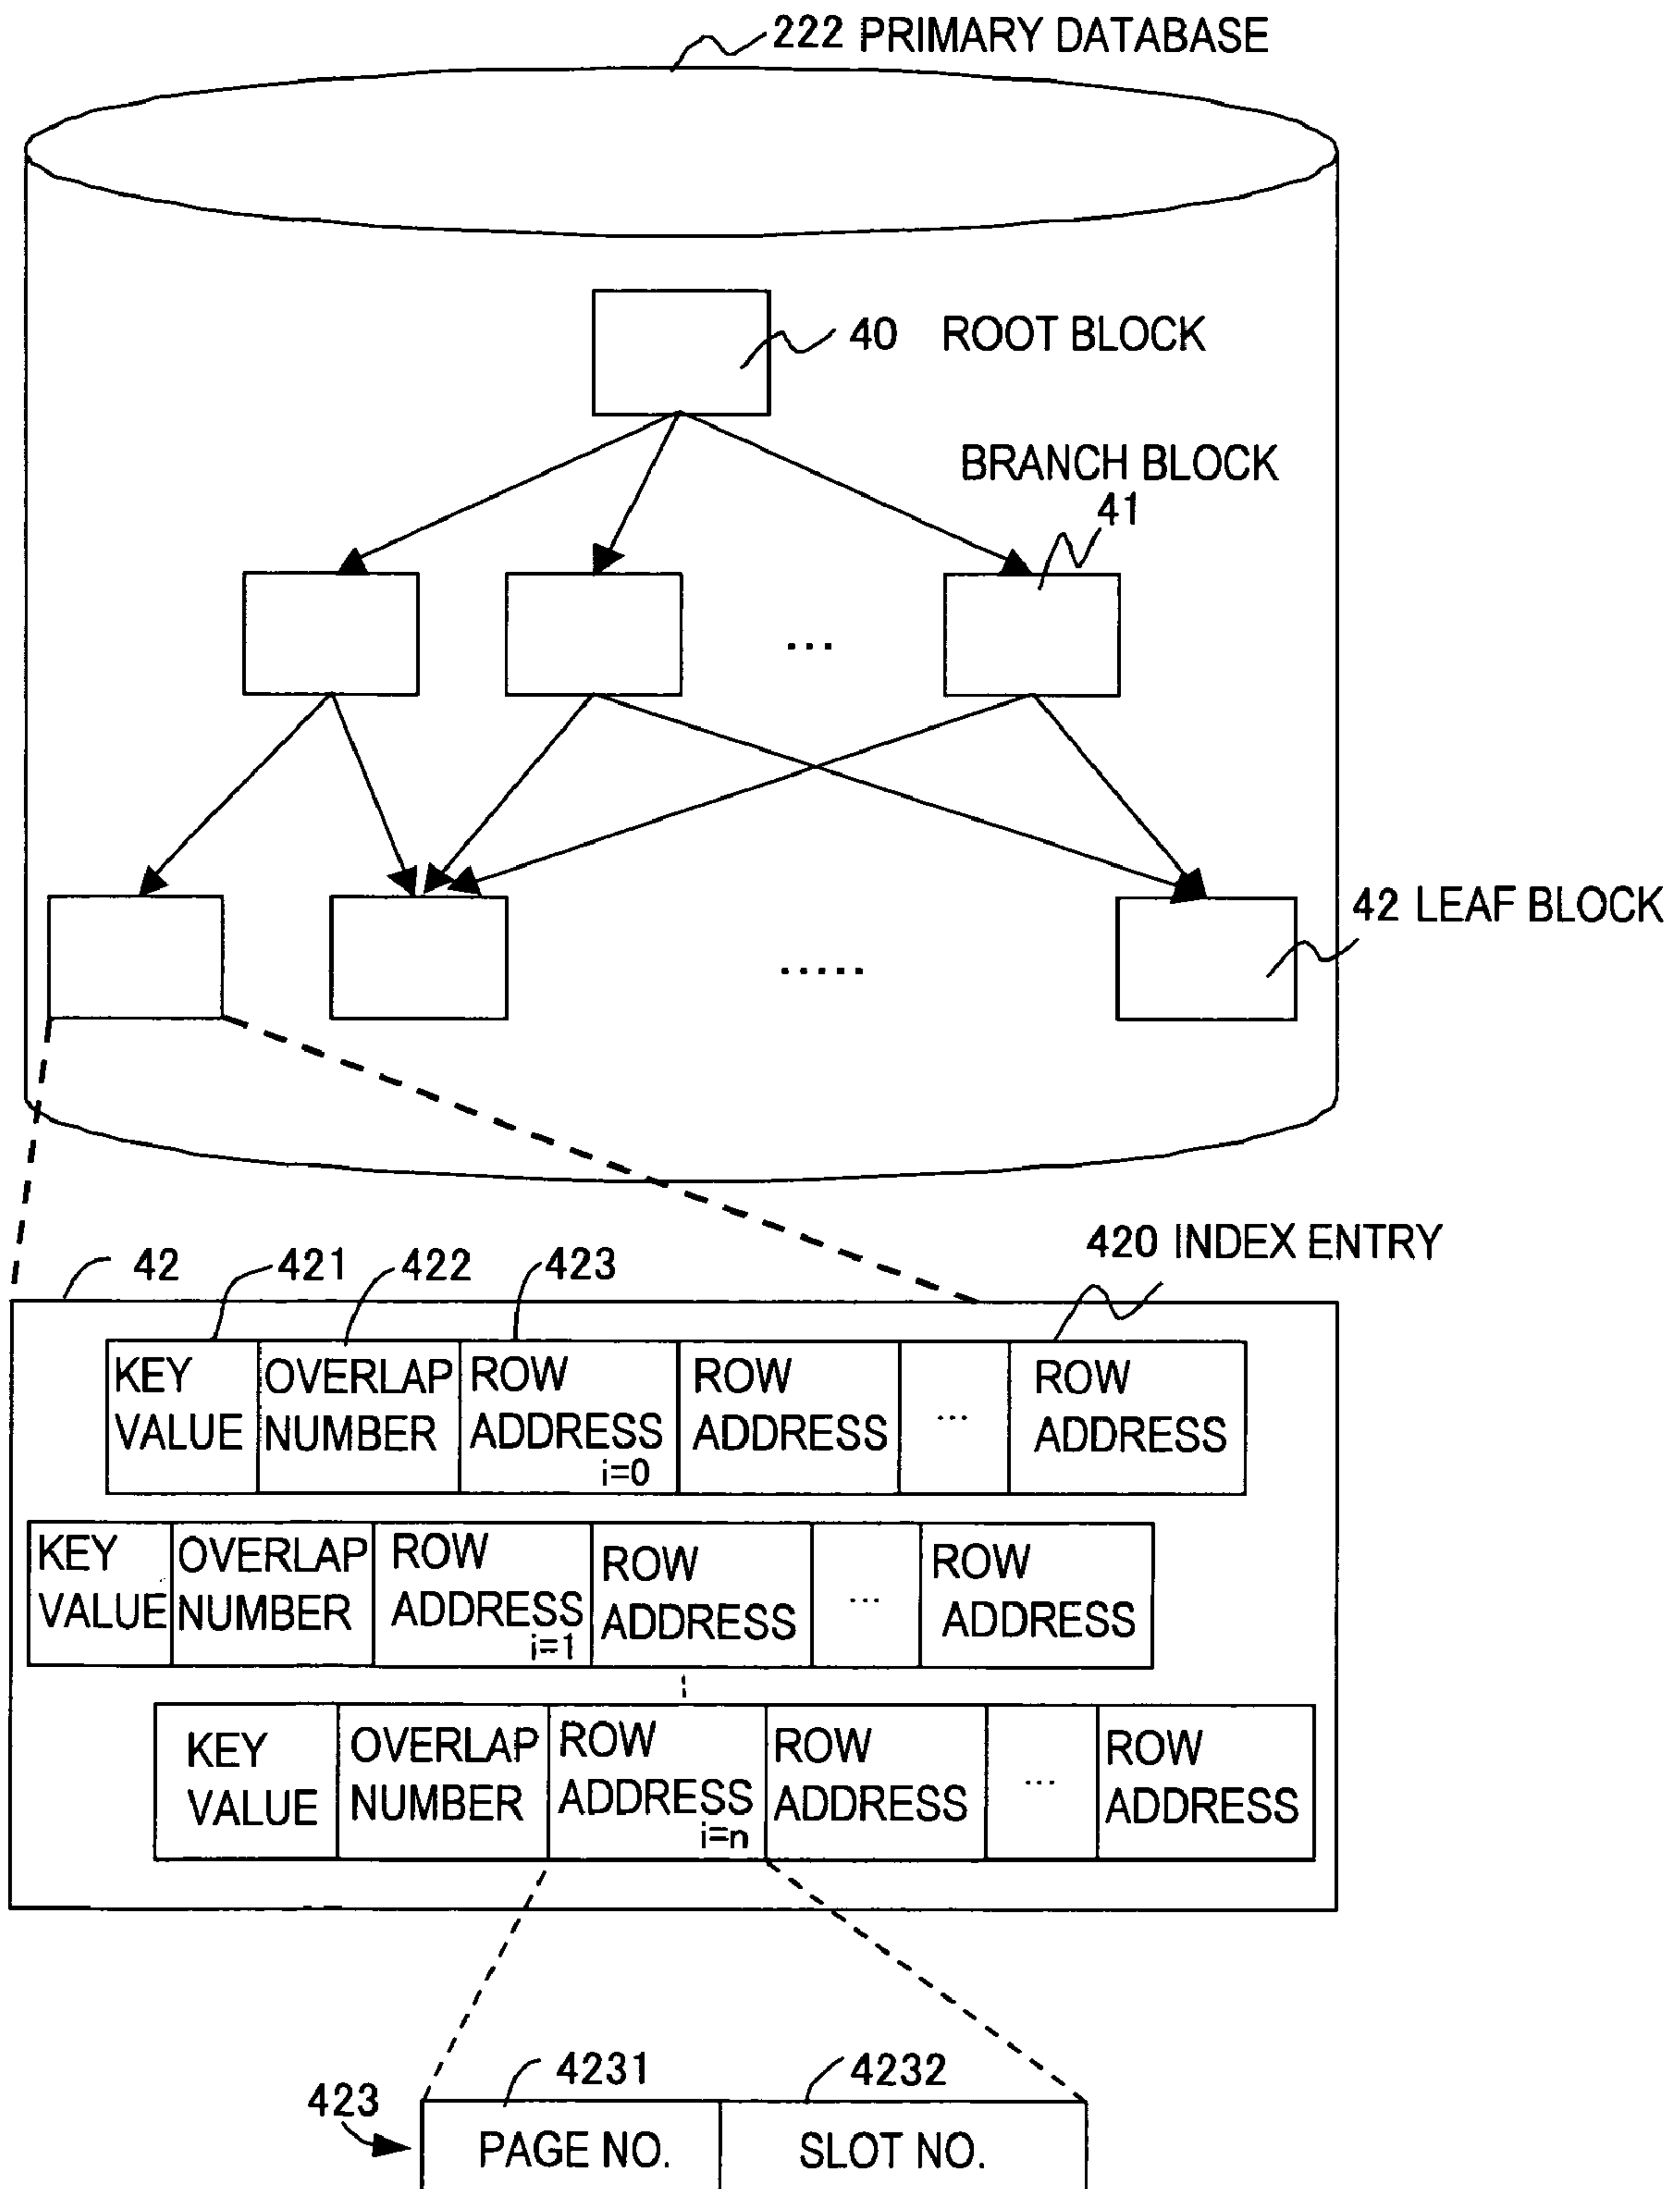 222 PRIMARY DATABASE
40 ROOT BLOCK
BRANCH BLOCK
41
...
42 LEAF BLOCK
.....
420 INDEX ENTRY
42 421 422 423
KEY OVERLAP ROW ROW ROW
VALUE NUMBER ADDRESS ADDRESS ... ADDRESS
i=0
KEY OVERLAP ROW ROW ROW
VALUE NUMBER ADDRESS ADDRESS ... ADDRESS
i=1
KEY OVERLAP ROW ROW ROW
VALUE NUMBER ADDRESS ADDRESS ... ADDRESS
i=n
4231 4232
423
PAGE NO. SLOT NO.